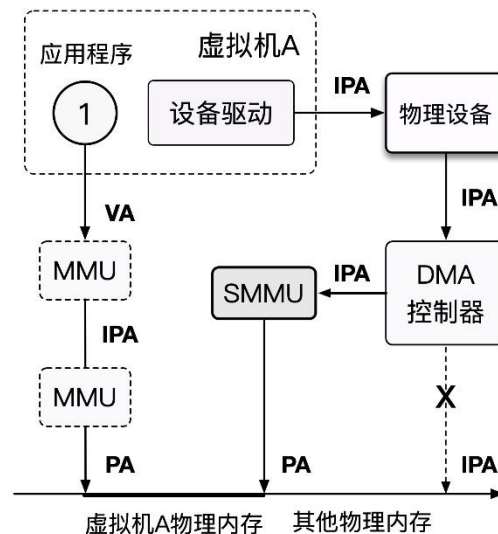 虚拟机A
应用程序
1
设备驱动
IPA
物理设备
VA
IPA
MMU
SMMU
IPA
DMA
控制器
IPA
MMU
X
PA
PA
IPA
虚拟机A物理内存
其他物理内存